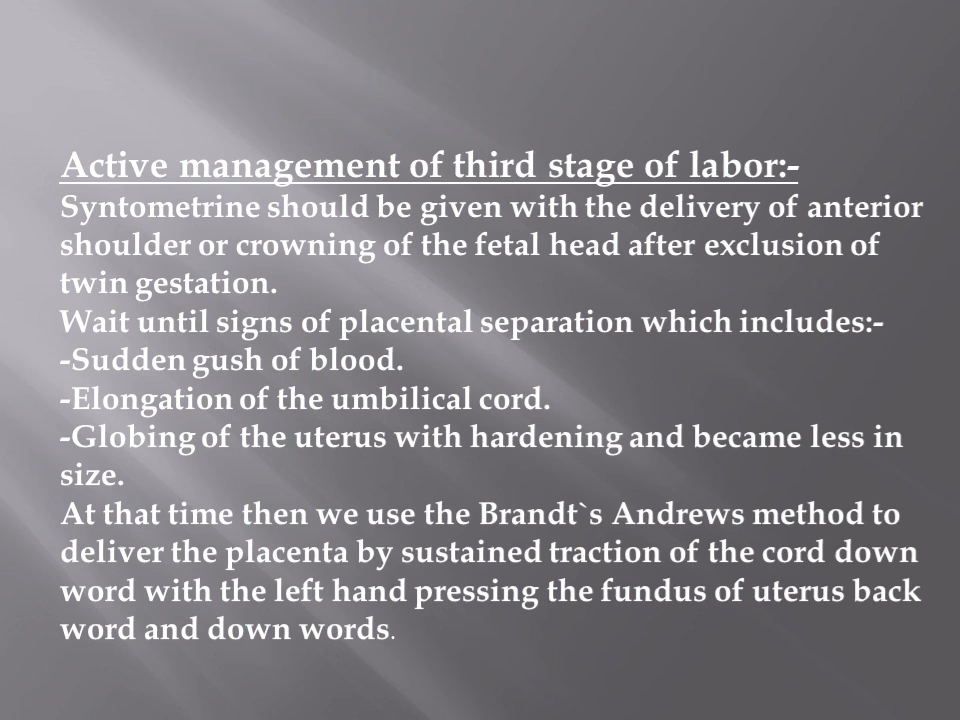 Active management of third stage of labor:-
Syntometrine should be given with the delivery of anterior
shoulder or crowning of the fetal head after exclusion of
twin gestation.
Wait until signs of placental separation which includes:-
-Sudden gush of blood.
-Elongation of the umbilical cord.
-Globing of the uterus with hardening and became less in
size.
At that time then we use the Brandt`s Andrews method to
deliver the placenta by sustained traction of the cord down
word with the left hand pressing the fundus of uterus back
word and down words.